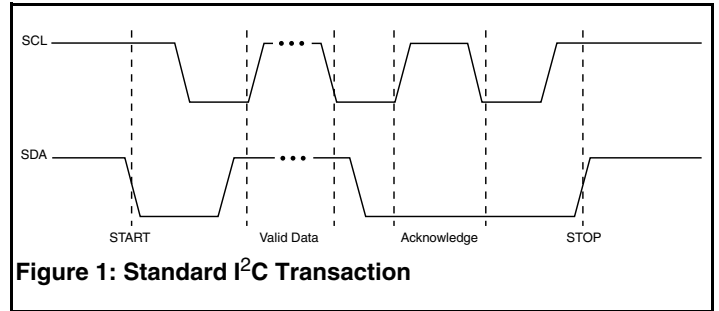 SCL
SDA
START Valid Data Acknowledge STOP
Figure 1: Standard I²C Transaction